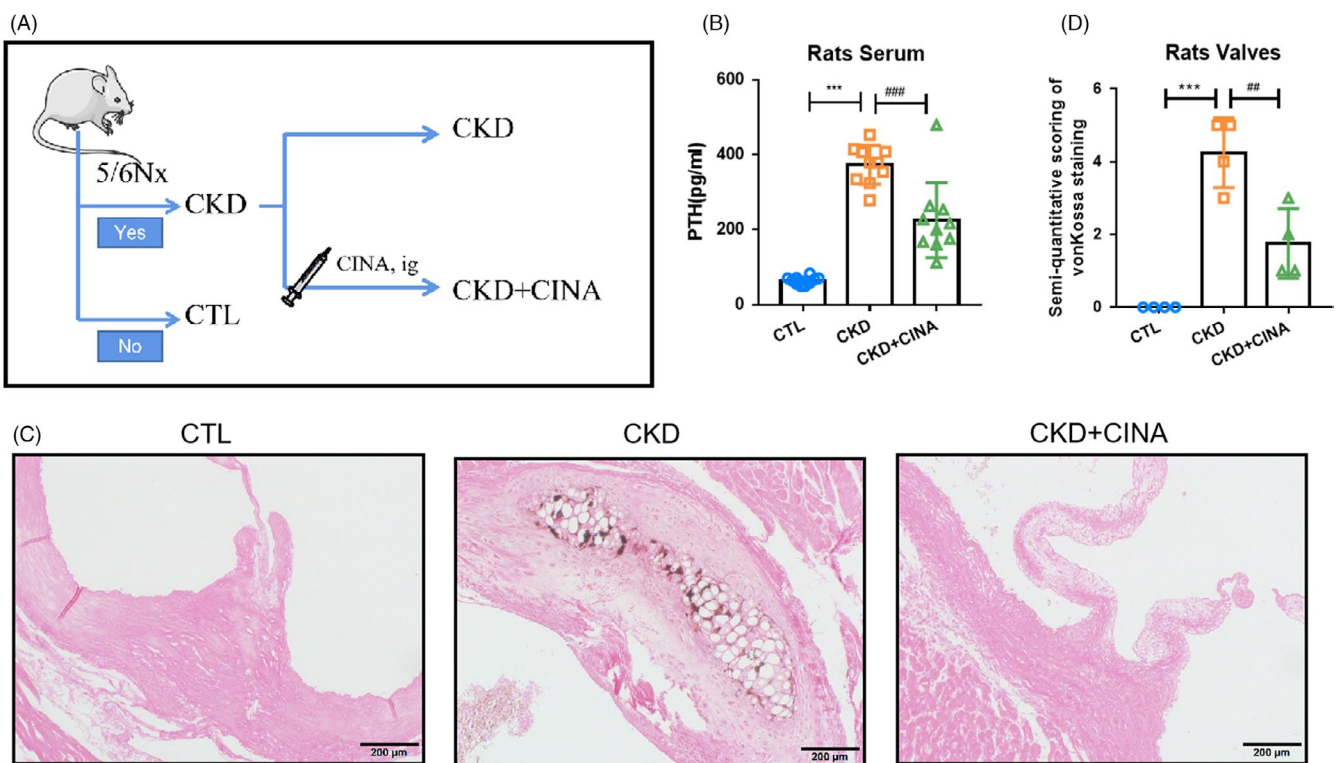 (A)
5/6Nx
Yes
CKD
No
CTL
CKD
CINA, ig
CKD+CINA
(B)
Rats Serum
PTH(pg/ml)
600
400
200
0
***
###
CTL
CKD
CKD+CINA
(D)
Rats Valves
Semi-quantitative scoring of
vonKossa staining
6
4
2
0
***
##
CTL
CKD
CKD+CINA
(C)
CTL
CKD
CKD+CINA
200 µm
200 µm
200 µm